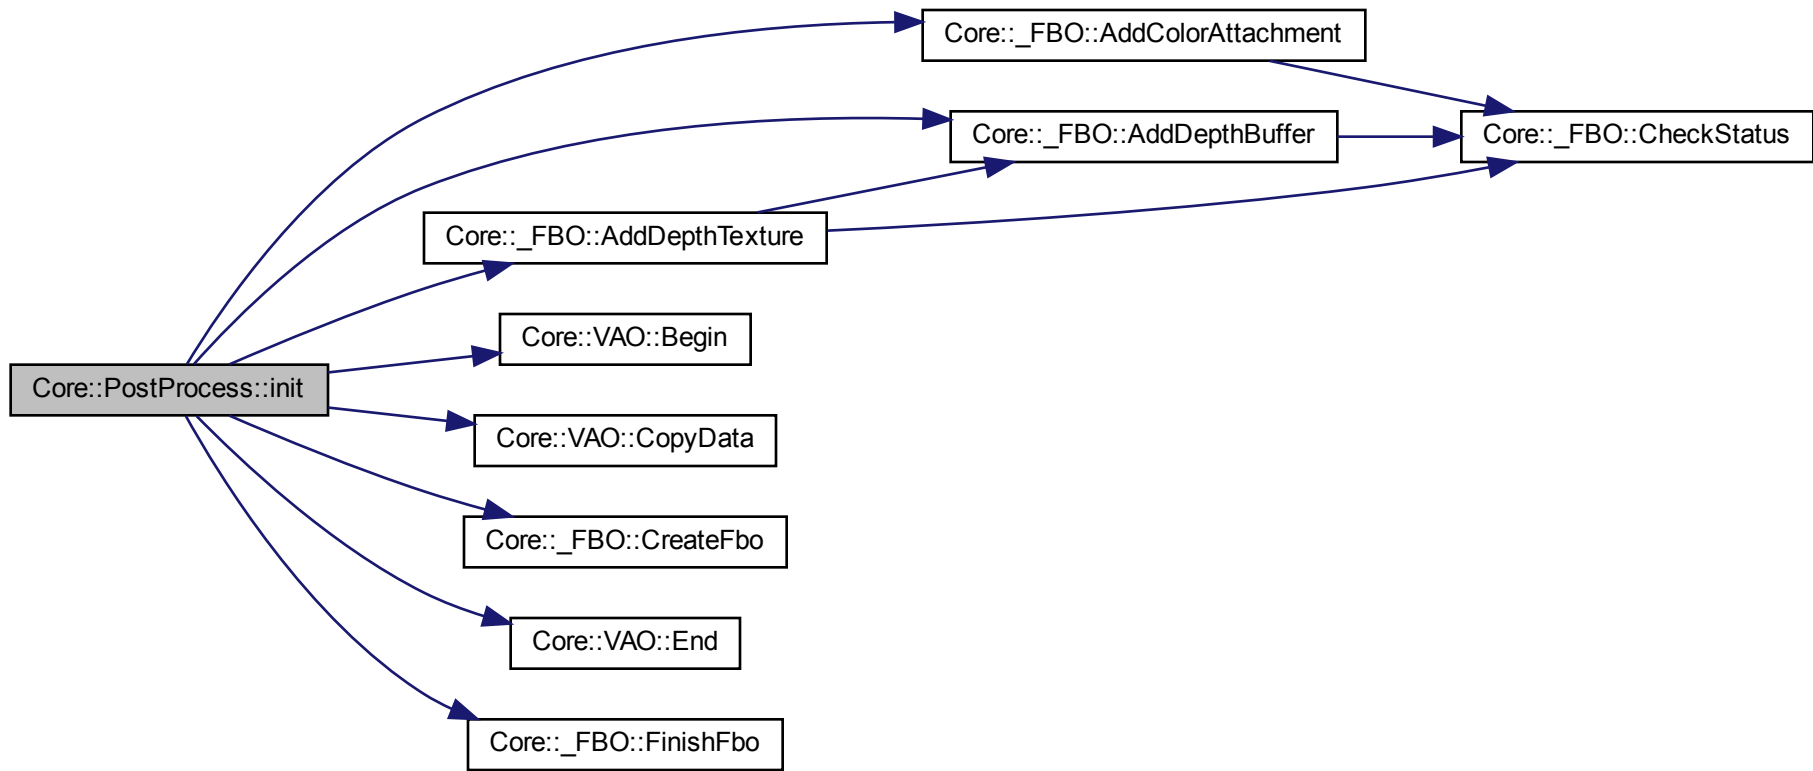 Core::_FBO::AddColorAttachment
Core::_FBO::AddDepthBuffer
Core::_FBO::CheckStatus
Core::_FBO::AddDepthTexture
Core::VAO::Begin
Core::PostProcess::init
Core::VAO::CopyData
Core::_FBO::CreateFbo
Core::VAO::End
Core::_FBO::FinishFbo